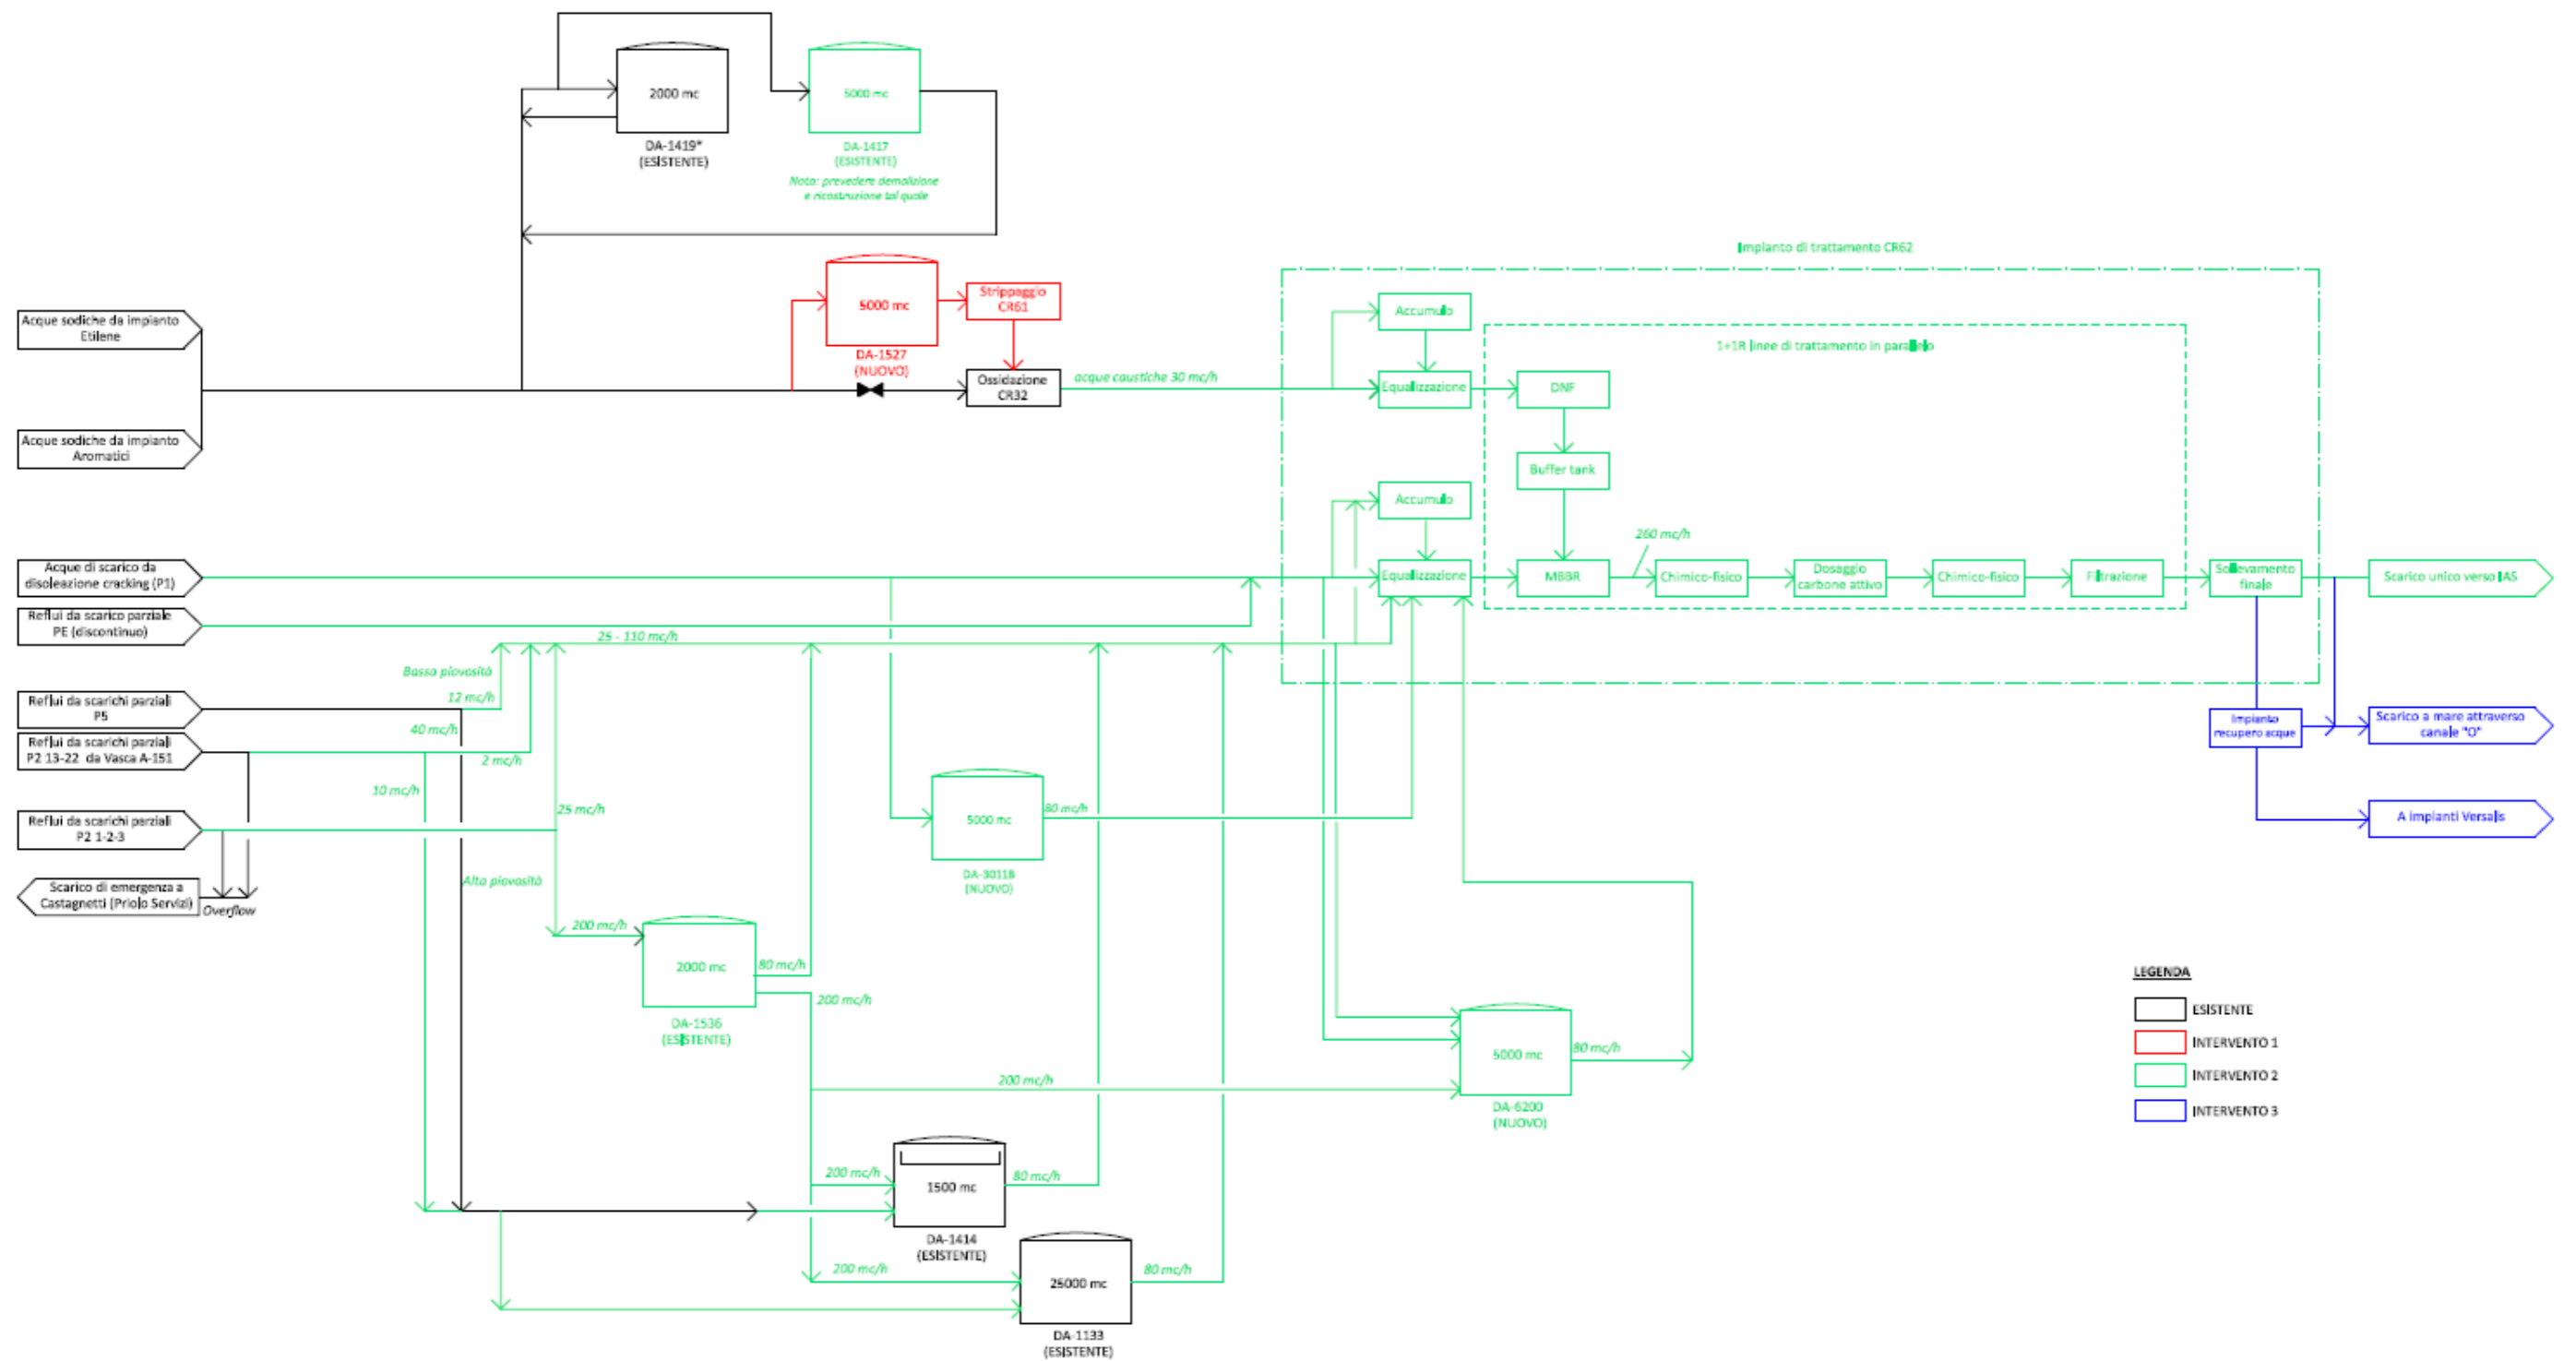 2000 mc
DA-1419*
(ESISTENTE)
5000 mc
DA-1417
(ESISTENTE)
Nota: prevedere demolizione
e ricostruzione tal quale
Impianto di trattamento CR62
5000 mc
DA-1527
(NUOVO)
Strippaggio
CR61
Ossidazione
CR32
acque caustiche 30 mc/h
Acque sodiche da impianto
Etilene
Acque sodiche da impianto
Aromatici
Accumulo
Equalizzazione
1+1R linee di trattamento in parallelo
DNF
Buffer tank
Accumulo
Equalizzazione
MBBR
260 mc/h
Chimico-fisico
Dosaggio
carbone attivo
Chimico-fisico
Filtrazione
Sollevamento
finale
Scarico unico verso IAS
Acque di scarico da
disoleazione cracking (P1)
Reflui da scarico parziale
PE (discontinuo)
25 - 110 mc/h
Bassa piovosità
12 mc/h
Reflui da scarichi parziali
P5
40 mc/h
Reflui da scarichi parziali
P2 13-22 da Vasca A-151
2 mc/h
10 mc/h
25 mc/h
Reflui da scarichi parziali
P2 1-2-3
Alta piovosità
Scarico di emergenza a
Castagnetti (Priolo Servizi)
Overflow
Impianto
recupero acque
Scarico a mare attraverso
canale "O"
A impianti Versalis
5000 mc
80 mc/h
DA-3011B
(NUOVO)
200 mc/h
2000 mc
80 mc/h
200 mc/h
DA-1536
(ESISTENTE)
200 mc/h
5000 mc
80 mc/h
DA-6200
(NUOVO)
200 mc/h
1500 mc
80 mc/h
DA-1414
(ESISTENTE)
200 mc/h
25000 mc
80 mc/h
DA-1133
(ESISTENTE)
LEGENDA
ESISTENTE
INTERVENTO 1
INTERVENTO 2
INTERVENTO 3